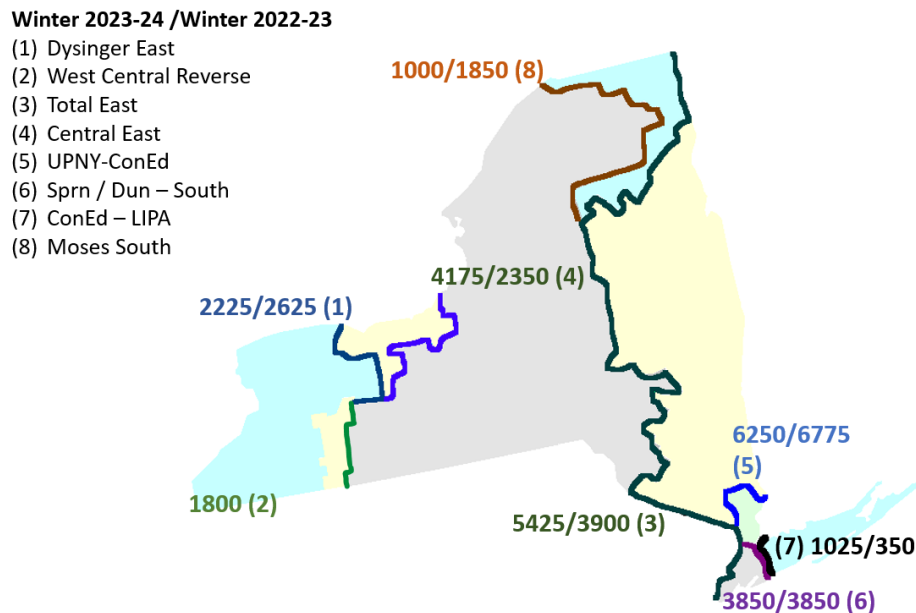 Winter 2023-24 /Winter 2022-23
(1) Dysinger East
(2) West Central Reverse
(3) Total East
(4) Central East
(5) UPNY-ConEd
(6) Sprn / Dun – South
(7) ConEd – LIPA
(8) Moses South
1000/1850 (8)
4175/2350 (4)
2225/2625 (1)
6250/6775
(5)
1800 (2)
5425/3900 (3)
(7) 1025/350
3850/3850 (6)